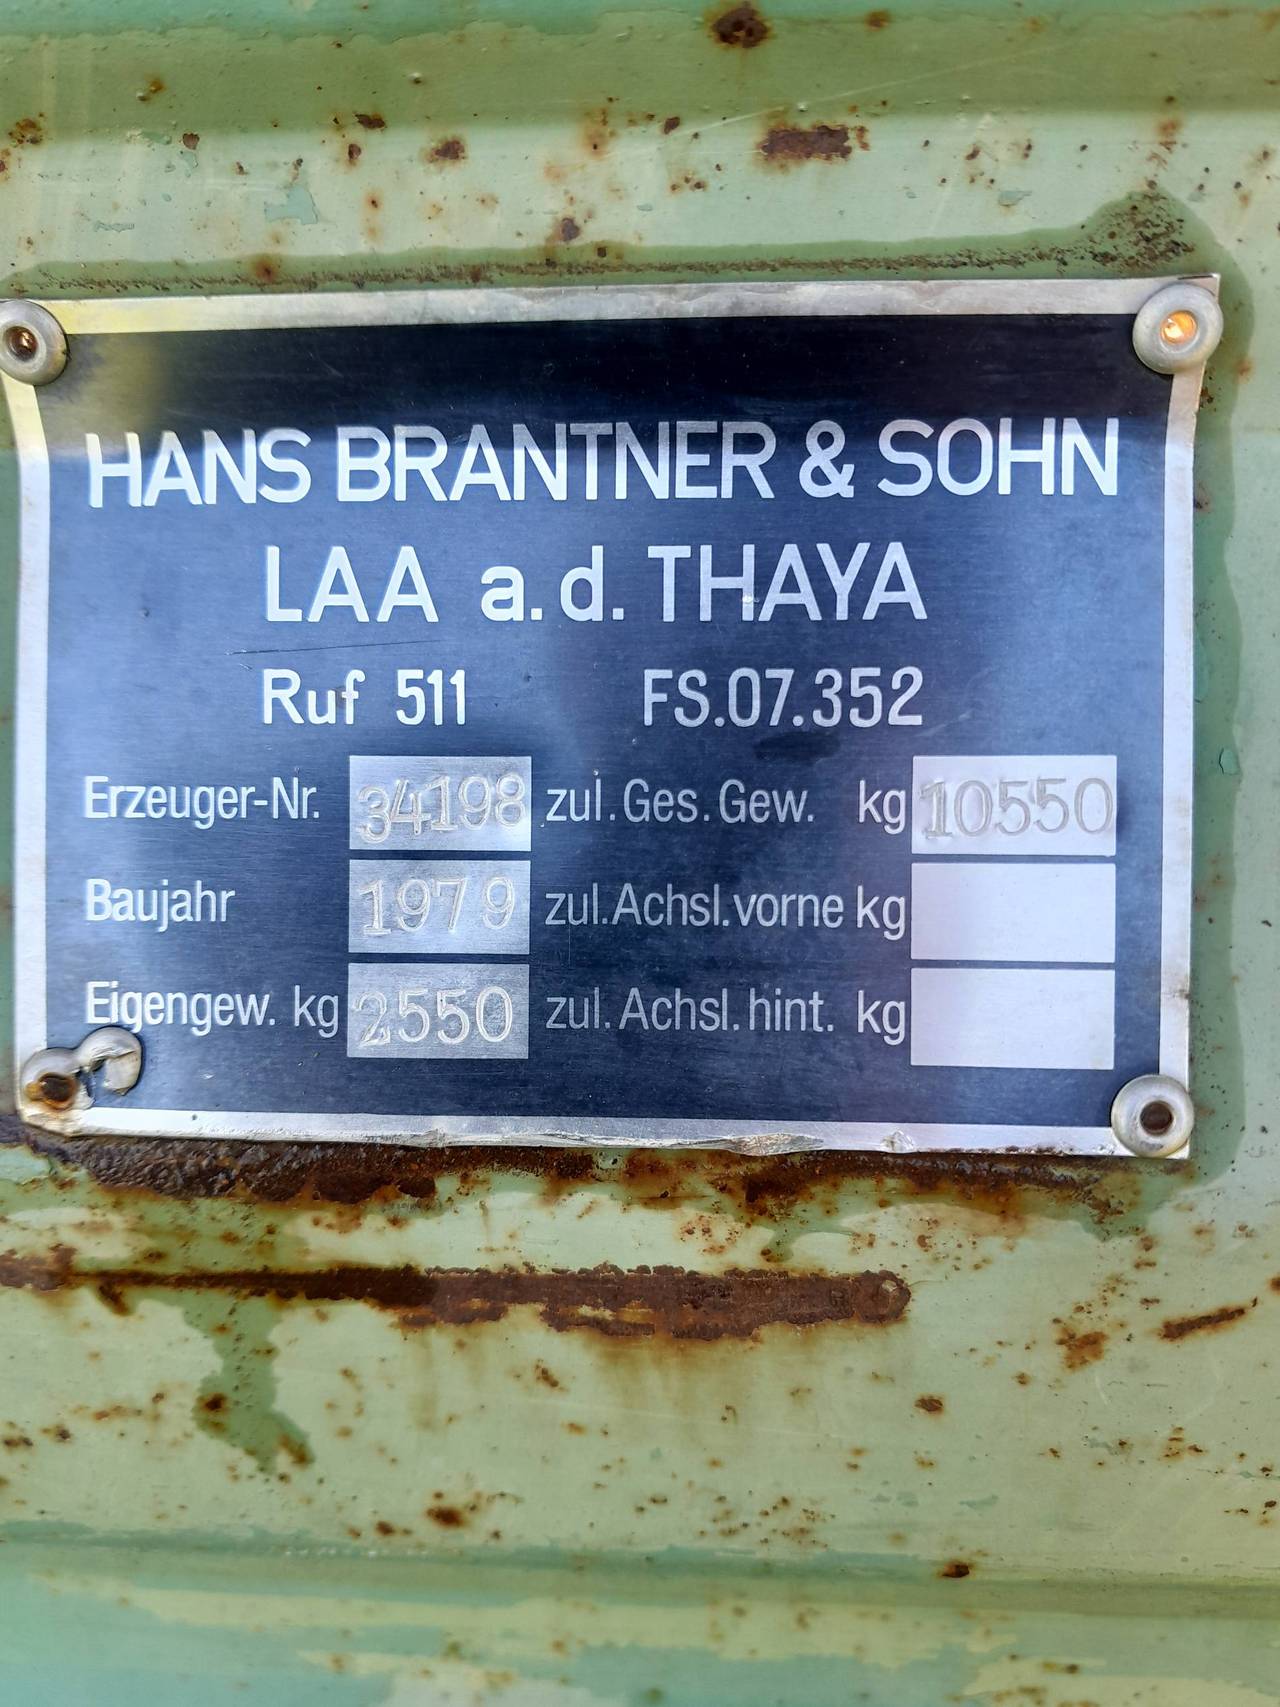 HANS BRANTNER & SOHN
LAA a.d. THAYA
Ruf 511 FS.07.352
Erzeuger-Nr. 34198 zul.Ges.Gew. kg 10550
Baujahr 1979 zul.Achsl.vorne kg
Eigengew. kg 2550 zul.Achsl.hint. kg